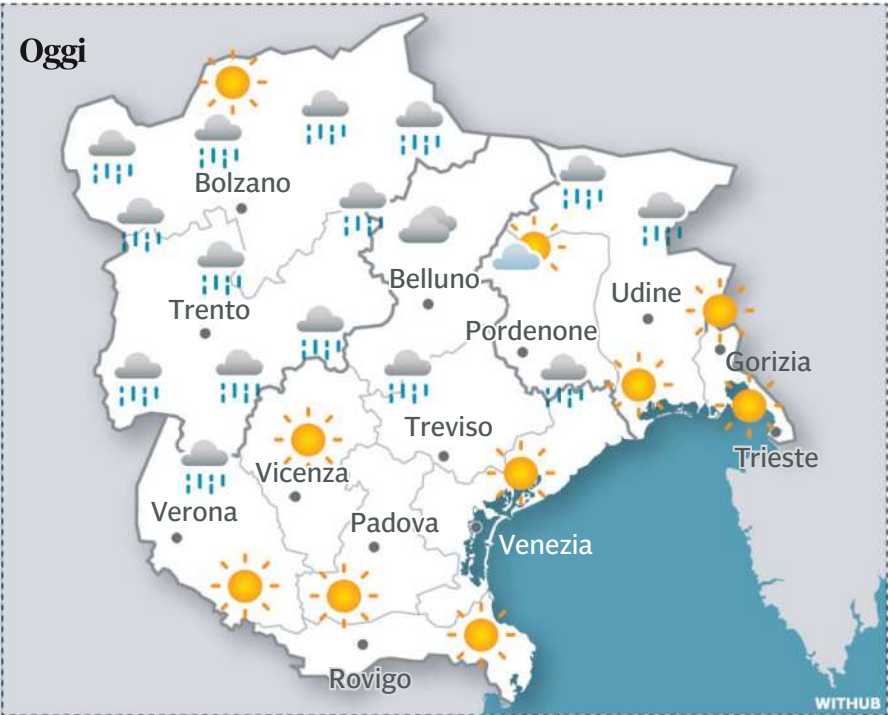 Oggi
Bolzano
Belluno
Trento
Udine
Pordenone
Gorizia
Treviso
Trieste
Vicenza
Verona
Padova
Venezia
Rovigo
WITHUB